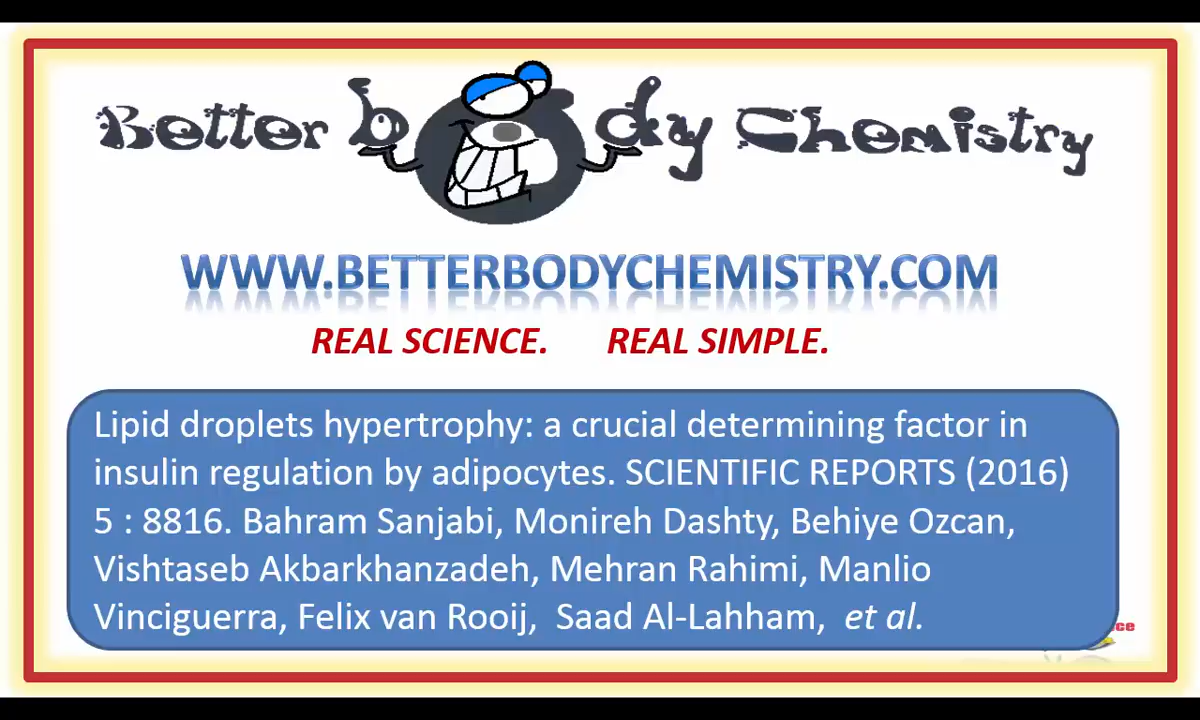 Better body Chemistry
WWW.BETTERBODYCHEMISTRY.COM
REAL SCIENCE. REAL SIMPLE.
Lipid droplets hypertrophy: a crucial determining factor in
insulin regulation by adipocytes. SCIENTIFIC REPORTS (2016)
5 : 8816. Bahram Sanjabi, Monireh Dashty, Behiye Ozcan,
Vishtaseb Akbarkhanzadeh, Mehran Rahimi, Manlio
Vinciguerra, Felix van Rooij, Saad Al-Lahham, et al.